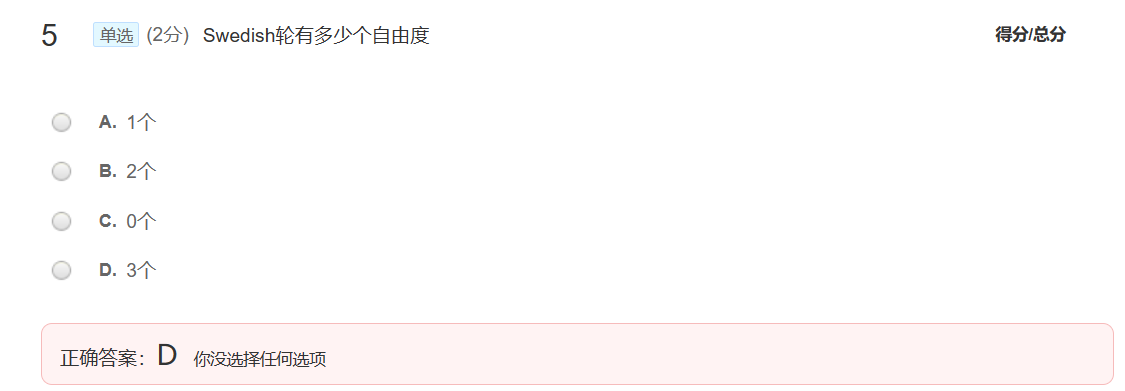 5 单选 (2分) Swedish轮有多少个自由度 得分/总分
A. 1个
B. 2个
C. 0个
D. 3个
正确答案：D 你没选择任何选项